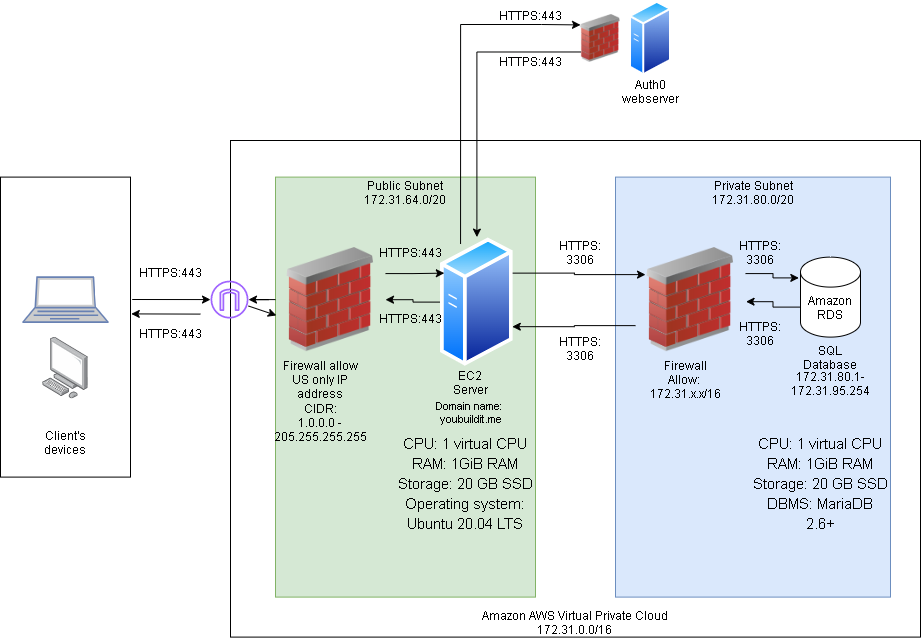 HTTPS:443
HTTPS:443
Auth0
webserver
Public Subnet
172.31.64.0/20
Private Subnet
172.31.80.0/20
HTTPS:443
HTTPS:443
Client's
devices
HTTPS:443
HTTPS:443
Firewall allow
US only IP
address
CIDR:
1.0.0.0 -
205.255.255.255
EC2
Server
Domain name:
youbuildit.me
CPU: 1 virtual CPU
RAM: 1GiB RAM
Storage: 20 GB SSD
Operating system:
Ubuntu 20.04 LTS
HTTPS:
3306
HTTPS:
3306
Firewall
Allow:
172.31.x.x/16
HTTPS:
3306
HTTPS:
3306
Amazon
RDS
SQL
Database
172.31.80.1-
172.31.95.254
CPU: 1 virtual CPU
RAM: 1GiB RAM
Storage: 20 GB SSD
DBMS: MariaDB
2.6+
Amazon AWS Virtual Private Cloud
172.31.0.0/16